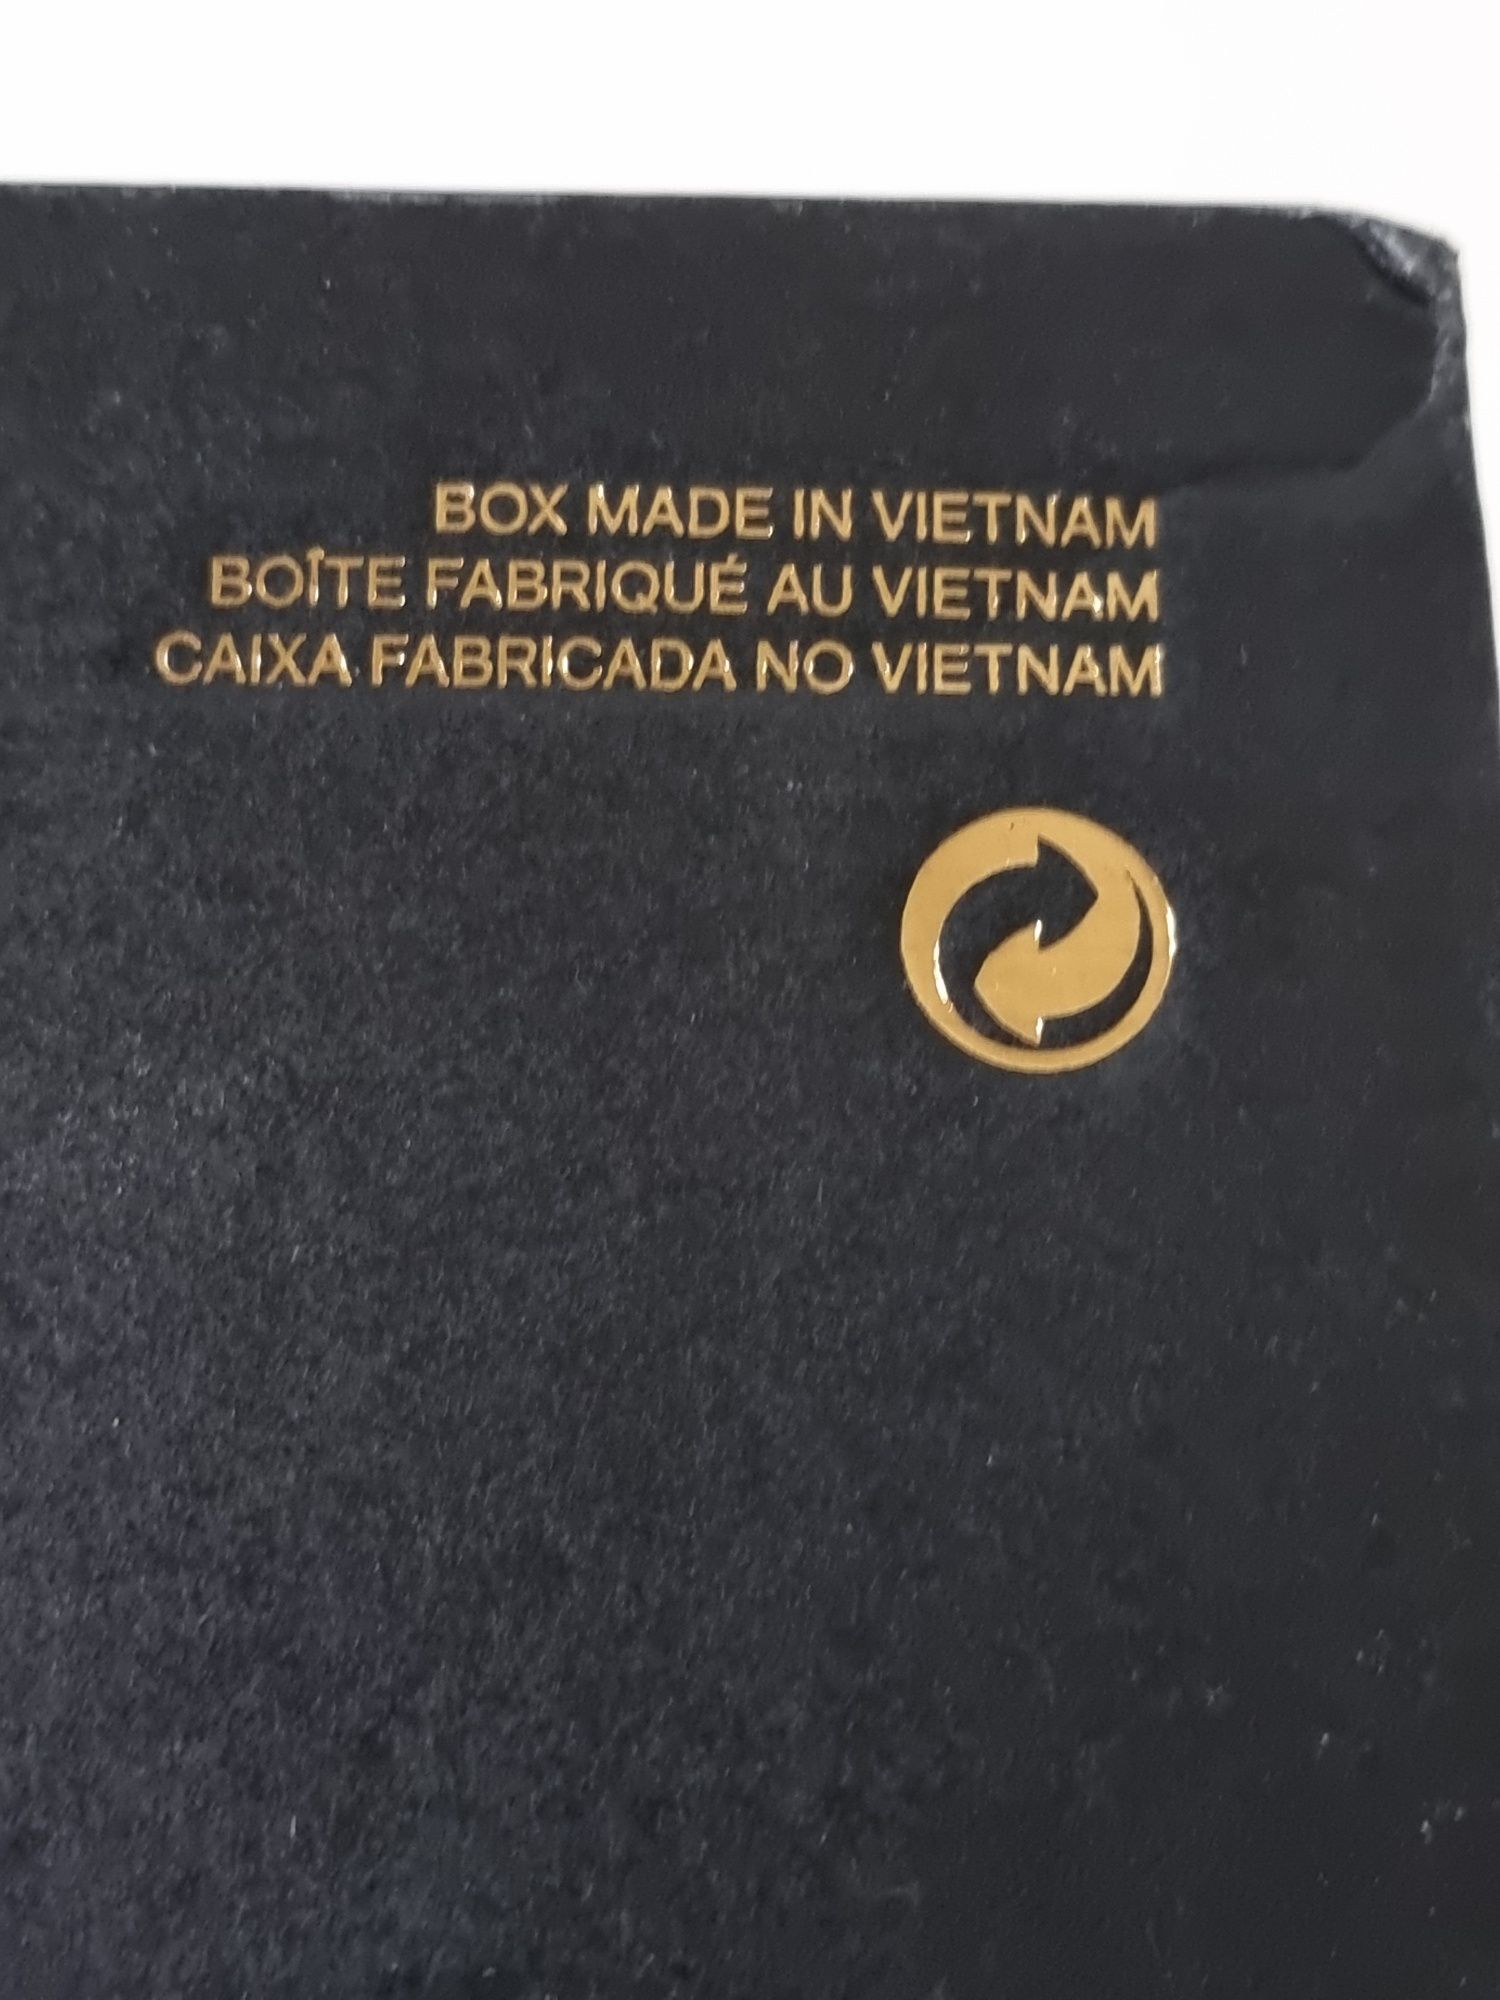 BOX MADE IN VIETNAM
BOÎTE FABRIQUÉ AU VIETNAM
CAIXA FABRICADA NO VIETNAM